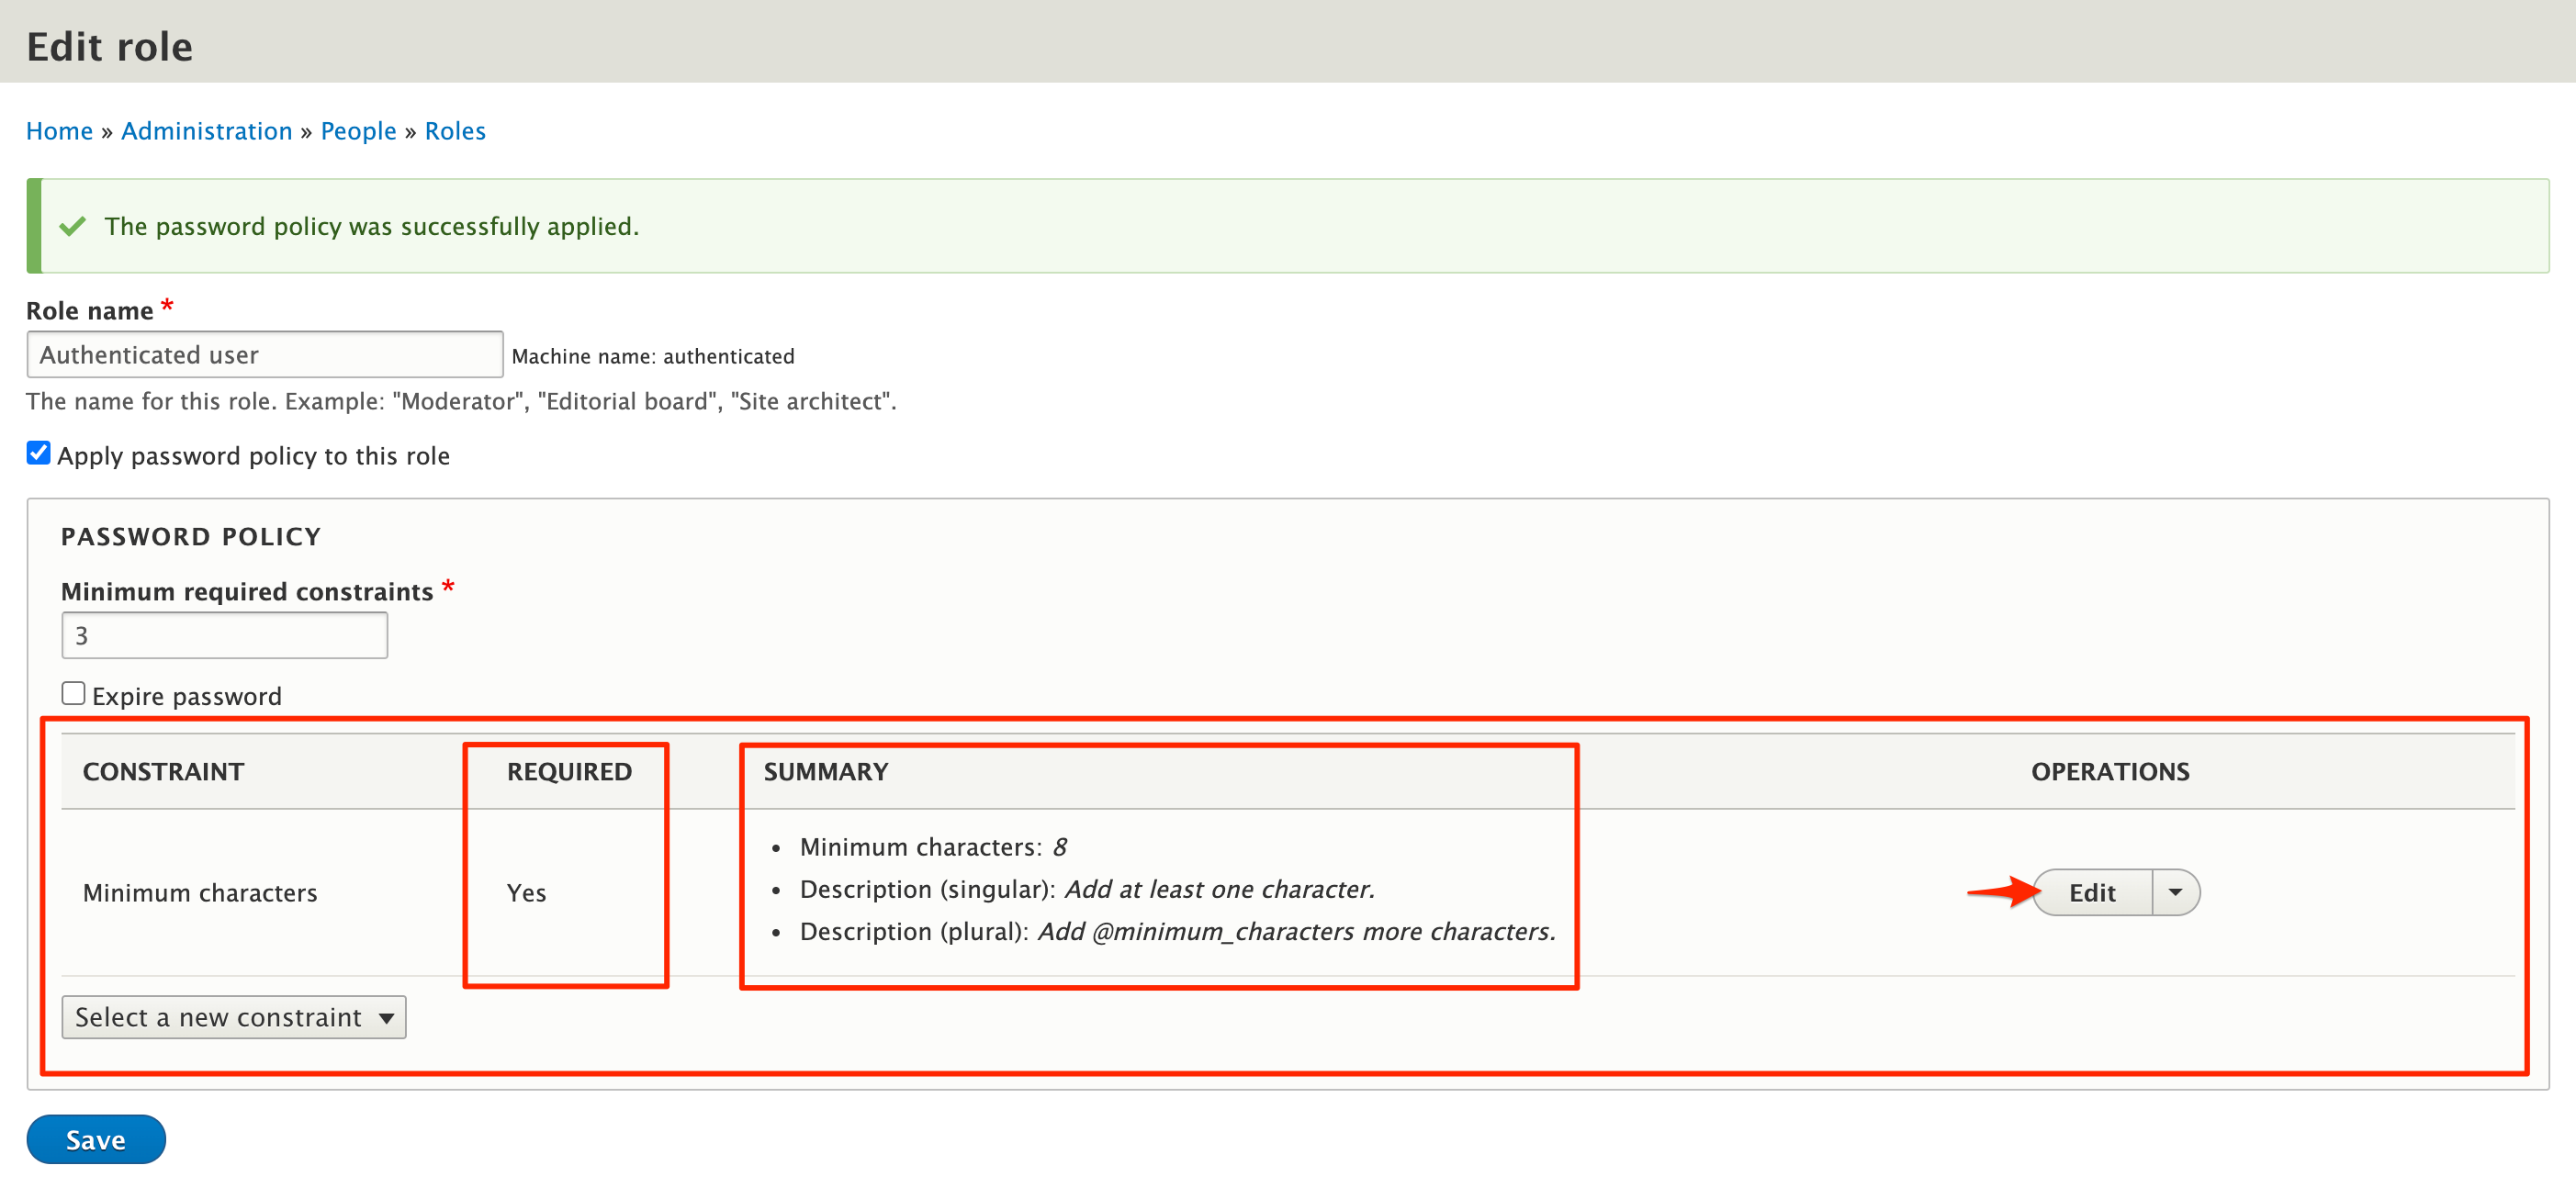 Edit role
Home » Administration » People » Roles
The password policy was successfully applied.
Role name *
Authenticated user Machine name: authenticated
The name for this role. Example: "Moderator", "Editorial board", "Site architect".
Apply password policy to this role
PASSWORD POLICY
Minimum required constraints *
3
Expire password
CONSTRAINT REQUIRED SUMMARY OPERATIONS
Minimum characters Yes
• Minimum characters: 8
• Description (singular): Add at least one character.
• Description (plural): Add @minimum_characters more characters.
Edit
Select a new constraint
Save